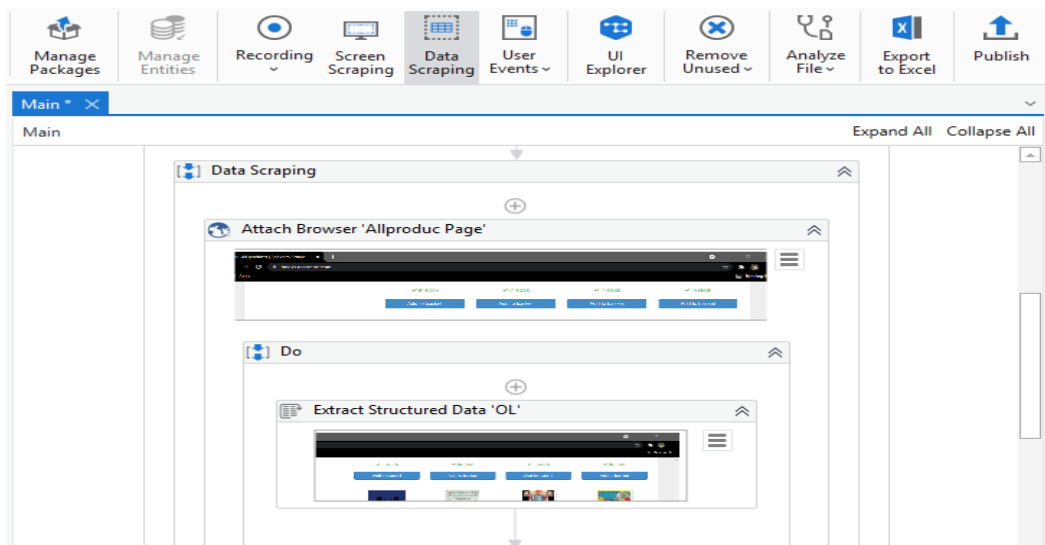 Manage Packages
Manage Entities
Recording
Screen Scraping
Data Scraping
User Events
UI Explorer
Remove Unused
Analyze File
Export to Excel
Publish
Main *
Main
Expand All
Collapse All
Data Scraping
Attach Browser 'Allproduc Page'
Do
Extract Structured Data 'OL'